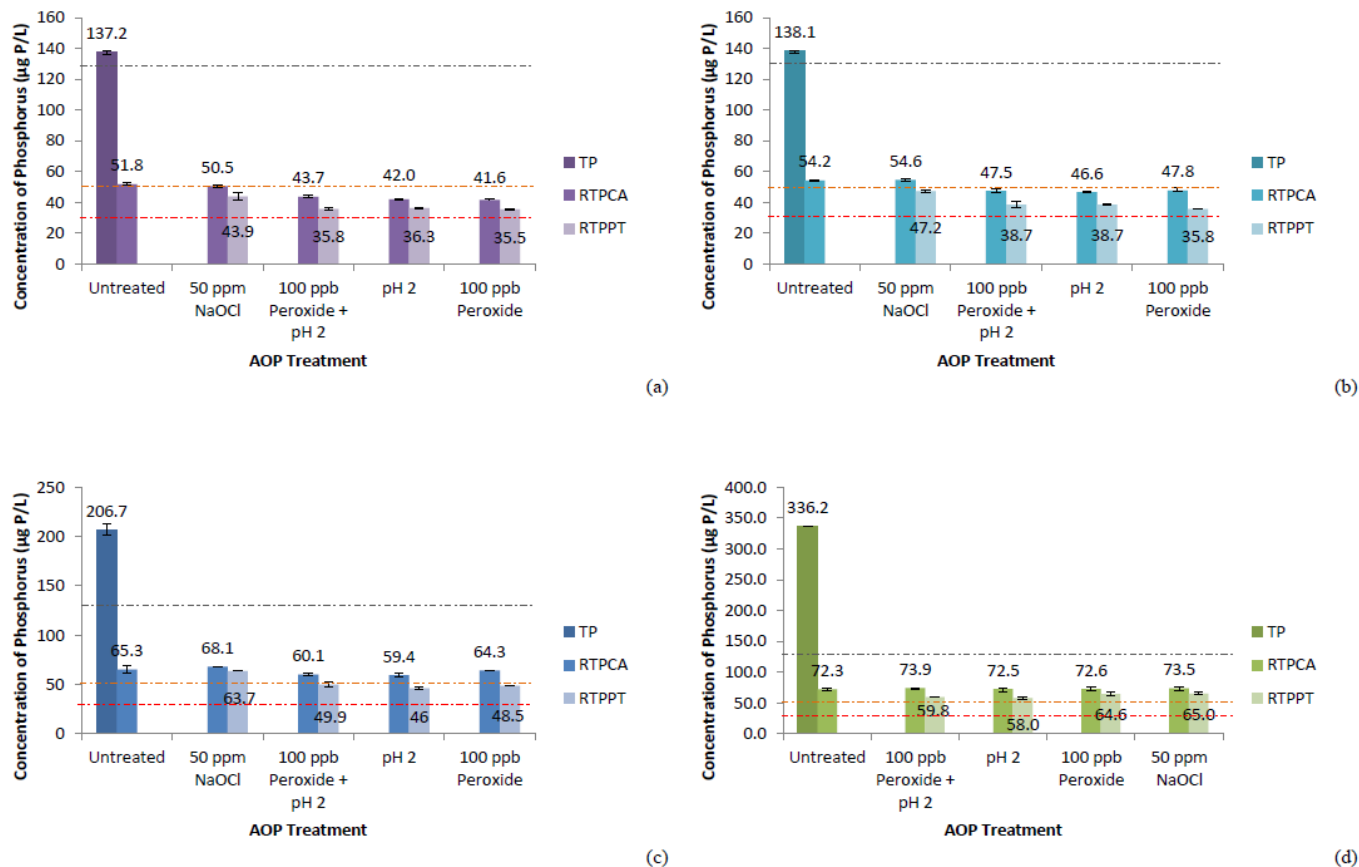 160
140
120
100
80
60
40
20
0
Concentration of Phosphorus (µg P/L)
137.2
51.8
50.5
43.9
43.7
35.8
42.0
36.3
41.6
35.5
Untreated
50 ppm
NaOCl
100 ppb
Peroxide +
pH 2
pH 2
100 ppb
Peroxide
AOP Treatment
TP
RTPCA
RTPPT
(a)
160
140
120
100
80
60
40
20
0
Concentration of Phosphorus (µg P/L)
138.1
54.2
54.6
47.2
47.5
38.7
46.6
38.7
47.8
35.8
Untreated
50 ppm
NaOCl
100 ppb
Peroxide +
pH 2
pH 2
100 ppb
Peroxide
AOP Treatment
TP
RTPCA
RTPPT
(b)
250
200
150
100
50
0
Concentration of Phosphorus (µg P/L)
206.7
65.3
68.1
63.7
60.1
49.9
59.4
46
64.3
48.5
Untreated
50 ppm
NaOCl
100 ppb
Peroxide +
pH 2
pH 2
100 ppb
Peroxide
AOP Treatment
TP
RTPCA
RTPPT
(c)
400.0
350.0
300.0
250.0
200.0
150.0
100.0
50.0
0.0
Concentration of Phosphorus (µg P/L)
336.2
72.3
73.9
59.8
72.5
58.0
72.6
64.6
73.5
65.0
Untreated
100 ppb
Peroxide +
pH 2
pH 2
100 ppb
Peroxide
50 ppm
NaOCl
AOP Treatment
TP
RTPCA
RTPPT
(d)